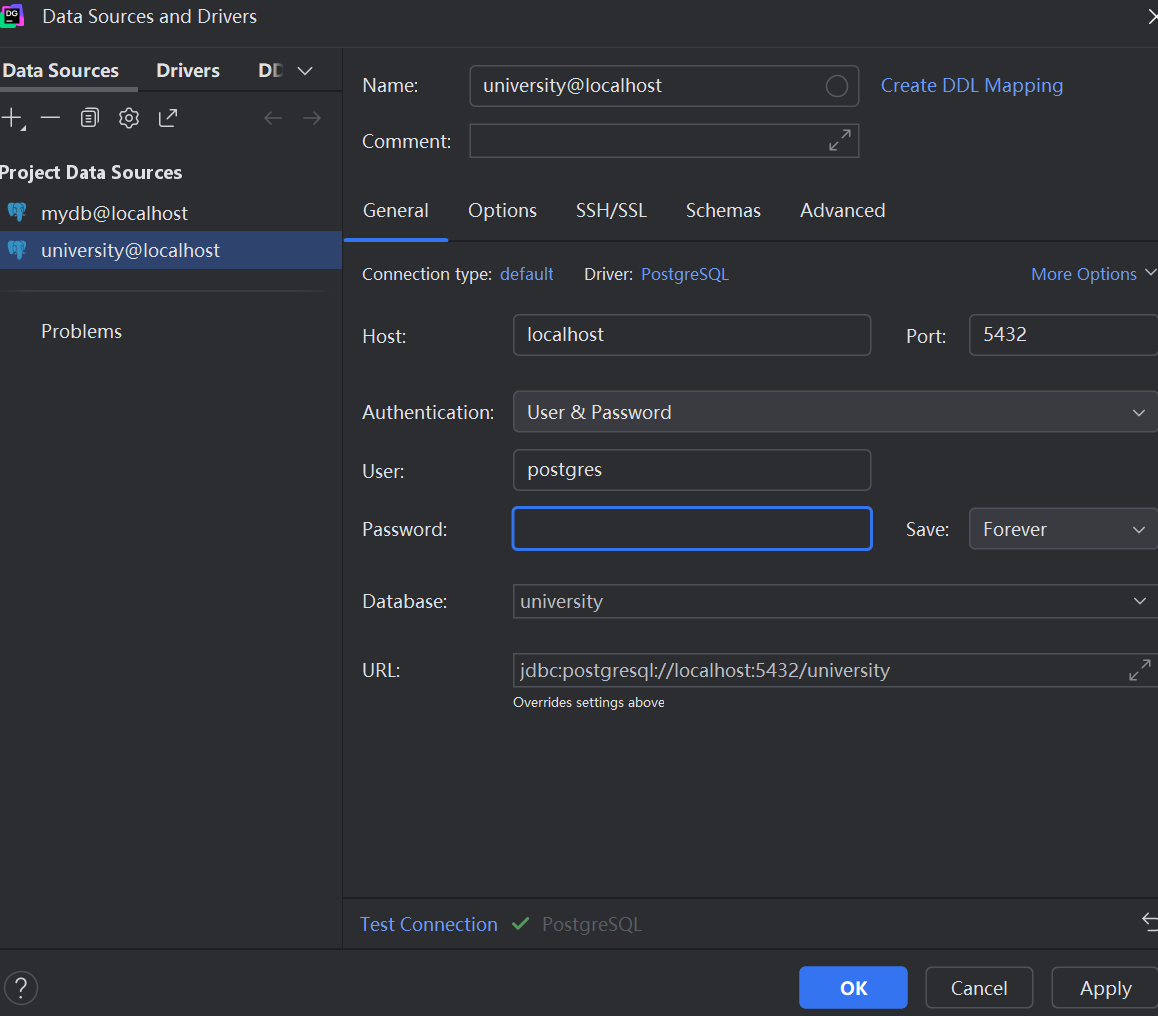 DG
Data Sources and Drivers
Data Sources Drivers DD
Name: university@localhost Create DDL Mapping
Comment:
Project Data Sources
mydb@localhost
university@localhost
Problems
General Options SSH/SSL Schemas Advanced
Connection type: default Driver: PostgreSQL More Options
Host: localhost Port: 5432
Authentication: User & Password
User: postgres
Password: Save: Forever
Database: university
URL: jdbc:postgresql://localhost:5432/university
Overrides settings above
Test Connection PostgreSQL
? OK Cancel Apply